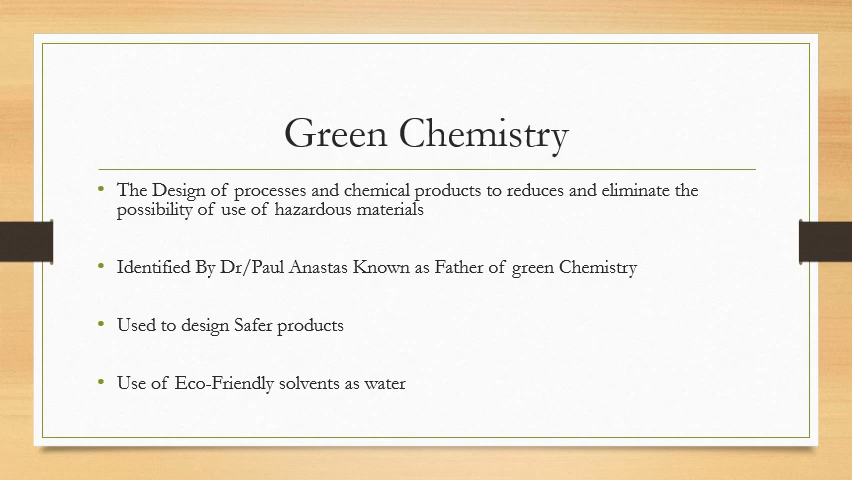 Green Chemistry
• The Design of processes and chemical products to reduces and eliminate the
possibility of use of hazardous materials
• Identified By Dr/Paul Anastas Known as Father of green Chemistry
• Used to design Safer products
• Use of Eco-Friendly solvents as water